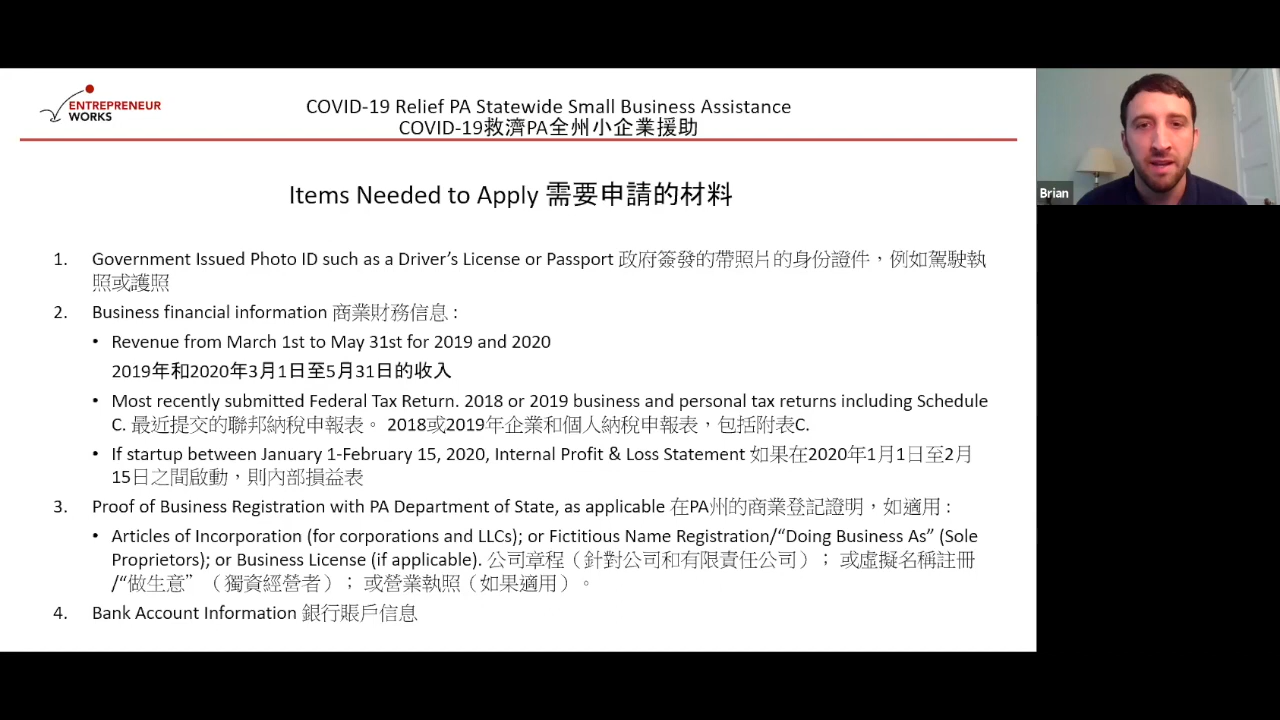 ENTREPRENEUR
WORKS
COVID-19 Relief PA Statewide Small Business Assistance
COVID-19救濟PA全州小企業援助
Brian
Items Needed to Apply 需要申請的材料
1. Government Issued Photo ID such as a Driver’s License or Passport 政府簽發的帶照片的身份證件，例如駕駛執
照或護照
2. Business financial information 商業財務信息 :
• Revenue from March 1st to May 31st for 2019 and 2020
2019年和2020年3月1日至5月31日的收入
• Most recently submitted Federal Tax Return. 2018 or 2019 business and personal tax returns including Schedule
C. 最近提交的聯邦納稅申報表。 2018或2019年企業和個人納稅申報表，包括附表C.
• If startup between January 1-February 15, 2020, Internal Profit & Loss Statement 如果在2020年1月1日至2月
15日之間啟動，則內部損益表
3. Proof of Business Registration with PA Department of State, as applicable 在PA州的商業登記證明，如適用 :
• Articles of Incorporation (for corporations and LLCs); or Fictitious Name Registration/“Doing Business As” (Sole
Proprietors); or Business License (if applicable). 公司章程（針對公司和有限責任公司）； 或虛擬名稱註冊
/“做生意” （獨資經營者）； 或營業執照（如果適用）。
4. Bank Account Information 銀行賬戶信息